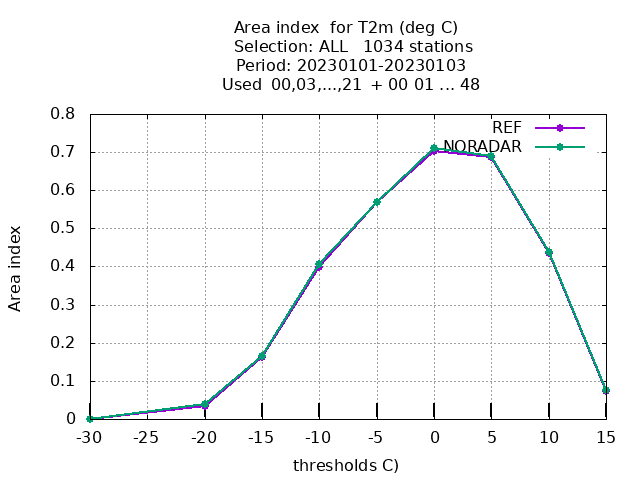 Area index  for T2m (deg C)
Selection: ALL   1034 stations
Period: 20230101-20230103
Used  00,03,...,21  + 00 01 ... 48
REF
NORADAR
Area index
0.8
0.7
0.6
0.5
0.4
0.3
0.2
0.1
0
-30 -25 -20 -15 -10 -5 0 5 10 15
thresholds C)